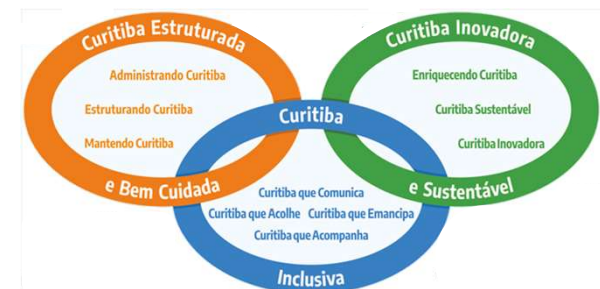 Curitiba Estruturada
Administrando Curitiba
Estruturando Curitiba
Mantendo Curitiba
e Bem Cuidada
Curitiba Inovadora
Enriquecendo Curitiba
Curitiba Sustentável
Curitiba Inovadora
e Sustentável
Curitiba
Curitiba que Comunica
Curitiba que Acolhe Curitiba que Emancipa
Curitiba que Acompanha
Inclusiva